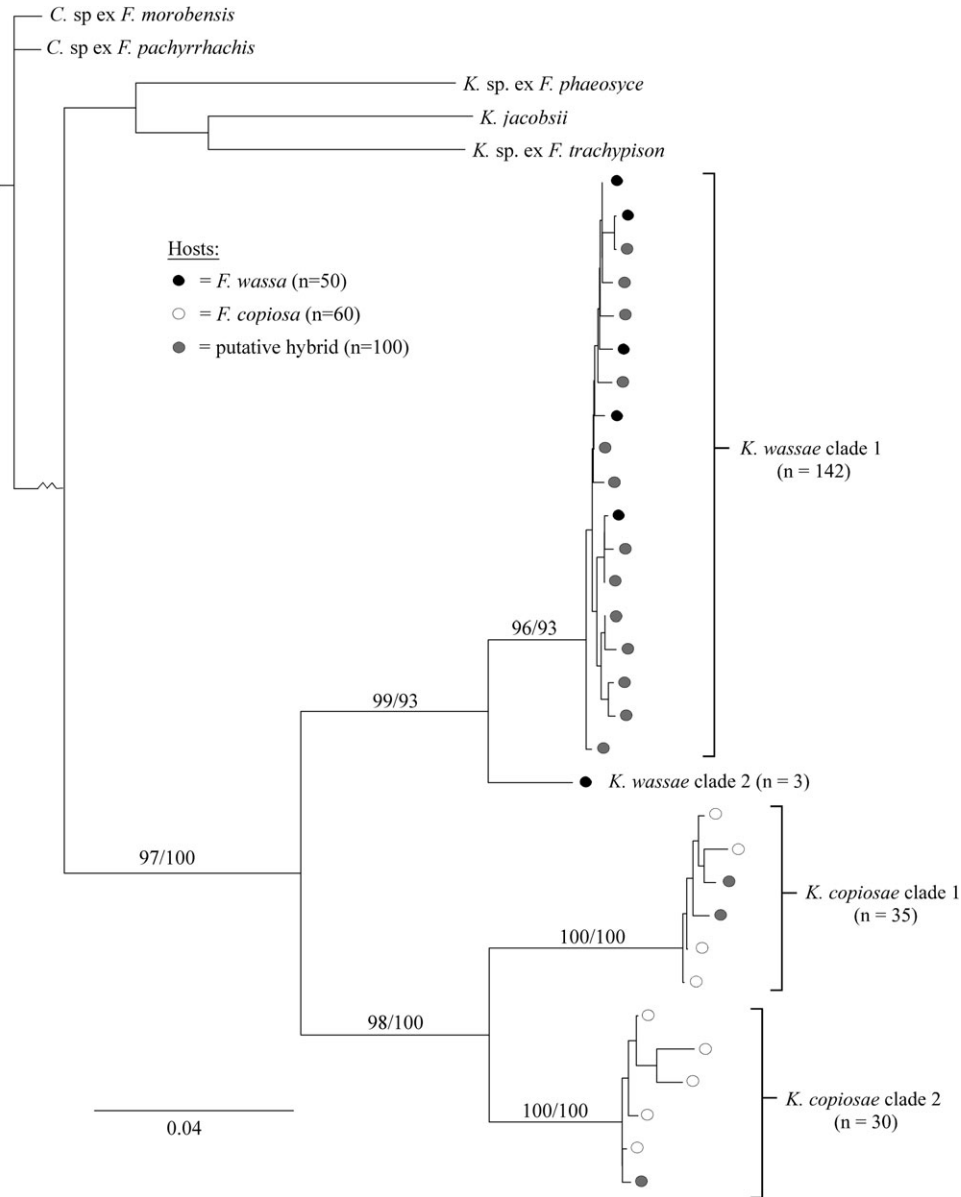 C. sp ex F. morobensis
C. sp ex F. pachyrrhachis
K. sp. ex F. phaeosyce
K. jacobsii
K. sp. ex F. trachypison
Hosts:
= F. wassa (n=50)
= F. copiosa (n=60)
= putative hybrid (n=100)
K. wassae clade 1
(n = 142)
96/93
99/93
K. wassae clade 2 (n = 3)
97/100
K. copiosae clade 1
(n = 35)
100/100
98/100
K. copiosae clade 2
(n = 30)
100/100
0.04